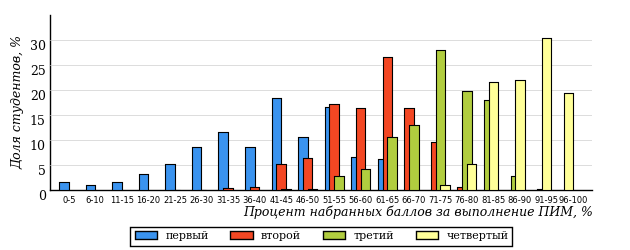 Доля студентов, %
30
25
20
15
10
5
0
0-5 6-10 11-15 16-20 21-25 26-30 31-35 36-40 41-45 46-50 51-55 56-60 61-65 66-70 71-75 76-80 81-85 86-90 91-95 96-100
Процент набранных баллов за выполнение ПИМ, %
первый второй третий четвертый